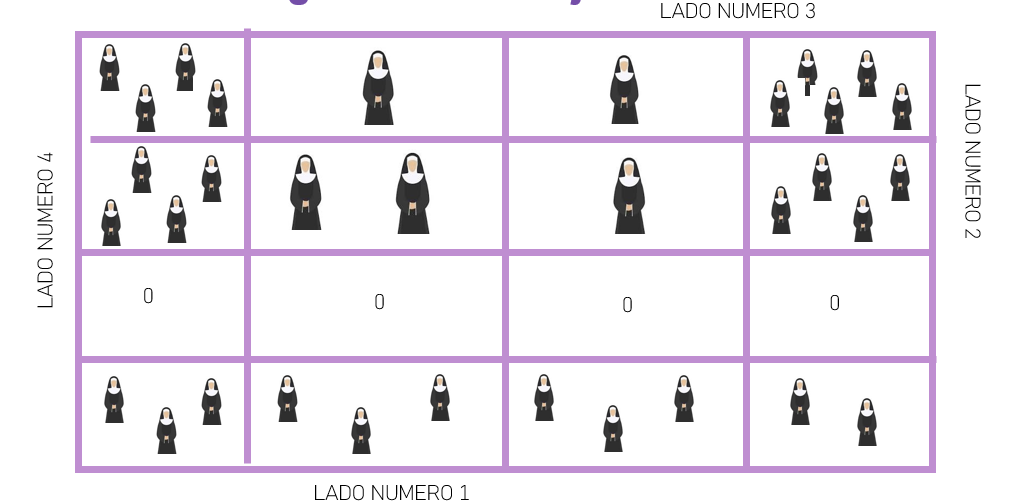 LADO NUMERO 3
LADO NUMERO 4
LADO NUMERO 2
0 0 0 0
LADO NUMERO 1